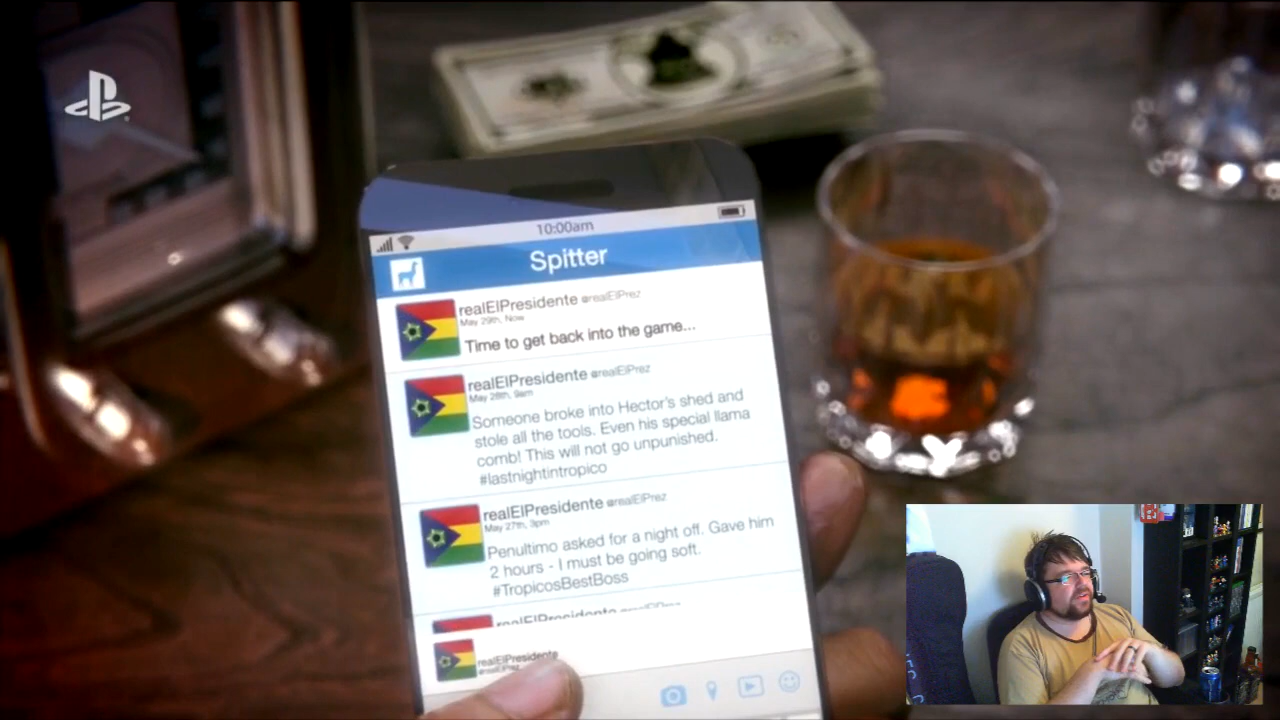 10:00am
Spitter
realElPresidente @realElPrez
May 29th, Now
Time to get back into the game...
realElPresidente @realElPrez
May 28th, 9am
Someone broke into Hector's shed and
stole all the tools. Even his special llama
comb! This will not go unpunished.
#lastnightintropico
realElPresidente @realElPrez
May 27th, 3pm
Penultimo asked for a night off. Gave him
2 hours - I must be going soft.
#TropicosBestBoss
realElPresidente @realElPrez
realElPresidente
@realElPrez